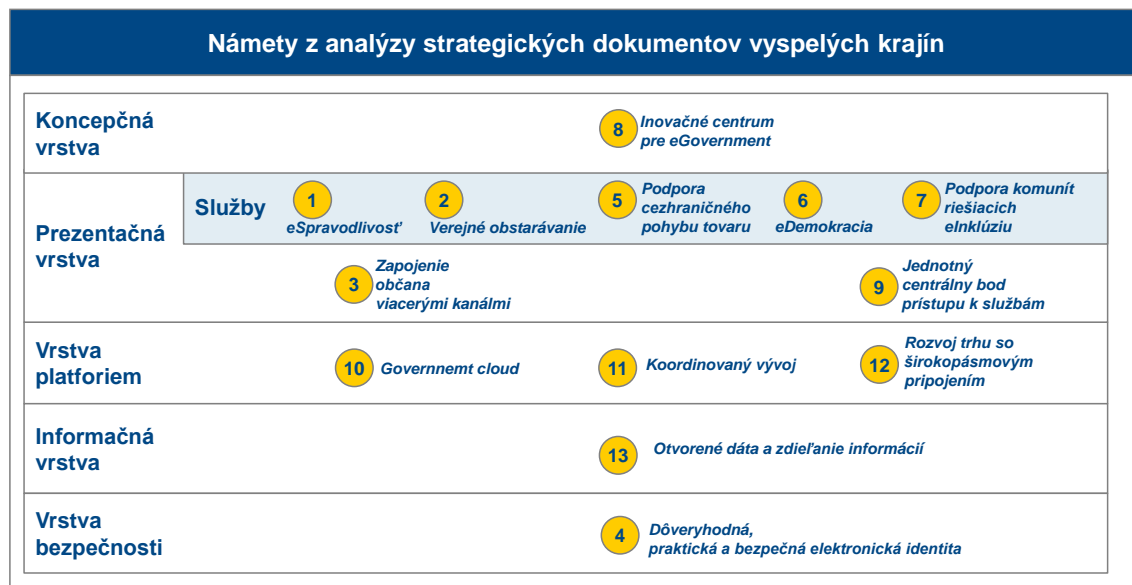 Námety z analýzy strategických dokumentov vyspelých krajín
Koncepčná
vrstva
8
Inovačné centrum
pre eGovernment
Prezentačná
vrstva
Služby
1
eSpravodlivosť
2
Verejné obstarávanie
5
Podpora
cezhraničného
pohybu tovaru
6
eDemokracia
7
Podpora komunít
riešiacich
eInklúziu
3
Zapojenie
občana
viacerými kanálmi
9
Jednotný
centrálny bod
prístupu k službám
Vrstva
platforiem
10
Governnemt cloud
11
Koordinovaný vývoj
12
Rozvoj trhu so
širokopásmovým
pripojením
Informačná
vrstva
13
Otvorené dáta a zdieľanie informácií
Vrstva
bezpečnosti
4
Dôveryhodná,
praktická a bezpečná elektronická identita